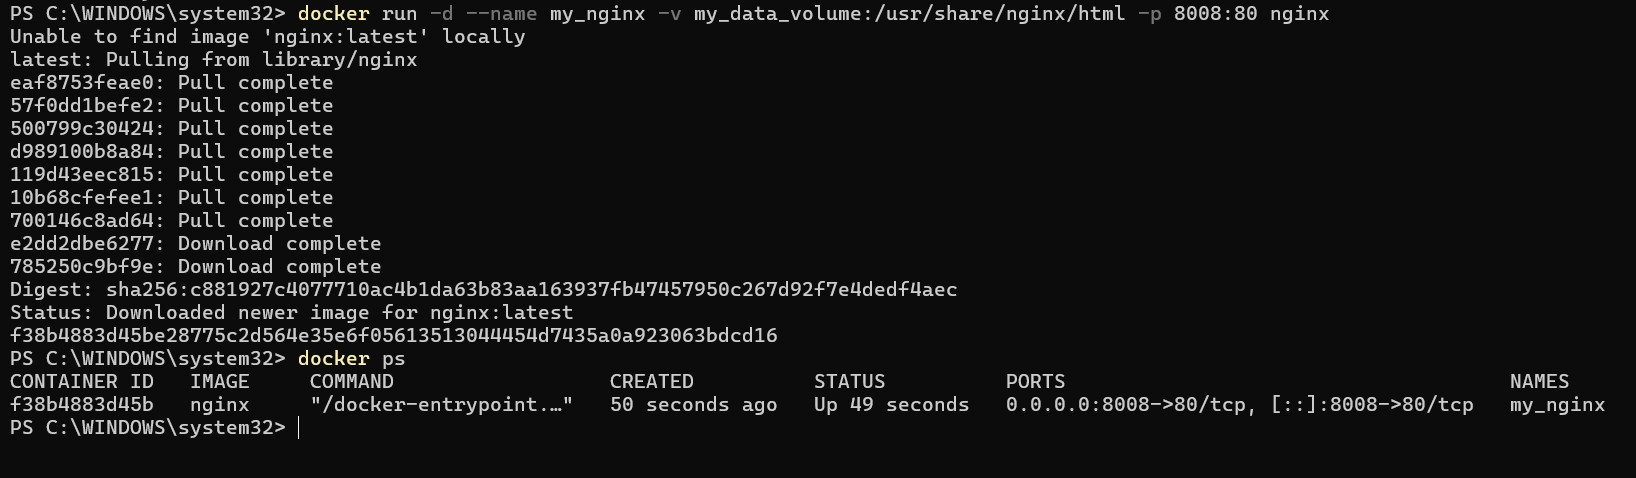 PS C:\WINDOWS\system32> docker run -d --name my_nginx -v my_data_volume:/usr/share/nginx/html -p 8008:80 nginx
Unable to find image 'nginx:latest' locally
latest: Pulling from library/nginx
eaf8753feae0: Pull complete
57f0dd1befe2: Pull complete
500799c30424: Pull complete
d989100b8a84: Pull complete
119d43eec815: Pull complete
10b68cfefee1: Pull complete
700146c8ad64: Pull complete
e2dd2dbe6277: Download complete
785250c9bf9e: Download complete
Digest: sha256:c881927c4077710ac4b1da63b83aa163937fb47457950c267d92f7e4dedf4aec
Status: Downloaded newer image for nginx:latest
f38b4883d45be28775c2d564e35e6f05613513044454d7435a0a923063bdcd16
PS C:\WINDOWS\system32> docker ps
CONTAINER ID   IMAGE     COMMAND                  CREATED          STATUS          PORTS                                     NAMES
f38b4883d45b   nginx     "/docker-entrypoint.…"   50 seconds ago   Up 49 seconds   0.0.0.0:8008->80/tcp, [::]:8008->80/tcp   my_nginx
PS C:\WINDOWS\system32>